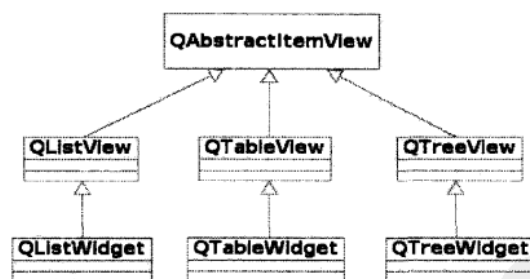 QAbstractItemView
QListView
QTableView
QTreeView
QListWidget
QTableWidget
QTreeWidget